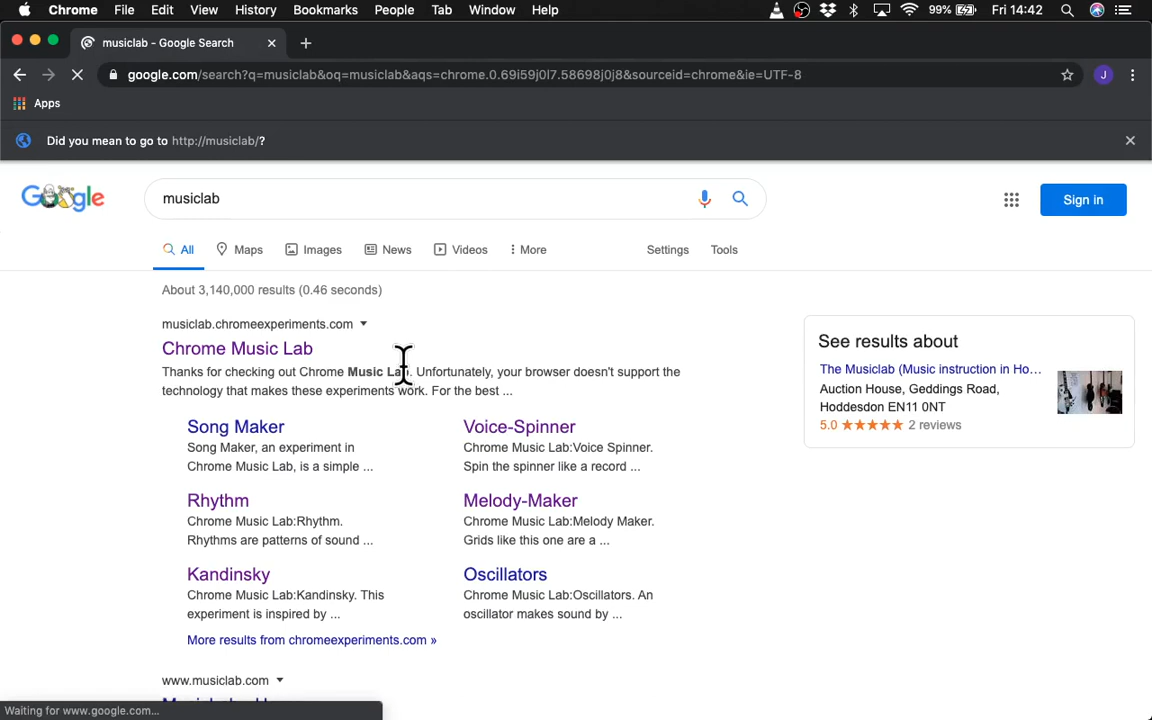 Chrome File Edit View History Bookmarks People Tab Window Help 99% Fri 14:42
musiclab - Google Search
google.com/search?q=musiclab&oq=musiclab&aqs=chrome.0.69i59j0l7.58698j0j8&sourceid=chrome&ie=UTF-8 J
Apps
Did you mean to go to http://musiclab/?
Google musiclab Sign in
All Maps Images News Videos More Settings Tools
About 3,140,000 results (0.46 seconds)
musiclab.chromeexperiments.com
Chrome Music Lab
Thanks for checking out Chrome Music Lab. Unfortunately, your browser doesn't support the
technology that makes these experiments work. For the best ...
Song Maker
Song Maker, an experiment in
Chrome Music Lab, is a simple ...
Voice-Spinner
Chrome Music Lab:Voice Spinner.
Spin the spinner like a record ...
Rhythm
Chrome Music Lab:Rhythm.
Rhythms are patterns of sound ...
Melody-Maker
Chrome Music Lab:Melody Maker.
Grids like this one are a ...
Kandinsky
Chrome Music Lab:Kandinsky. This
experiment is inspired by ...
Oscillators
Chrome Music Lab:Oscillators. An
oscillator makes sound by ...
More results from chromeexperiments.com »
www.musiclab.com
See results about
The Musiclab (Music instruction in Ho...
Auction House, Geddings Road,
Hoddesdon EN11 0NT
5.0 ★★★★★ 2 reviews
Waiting for www.google.com...